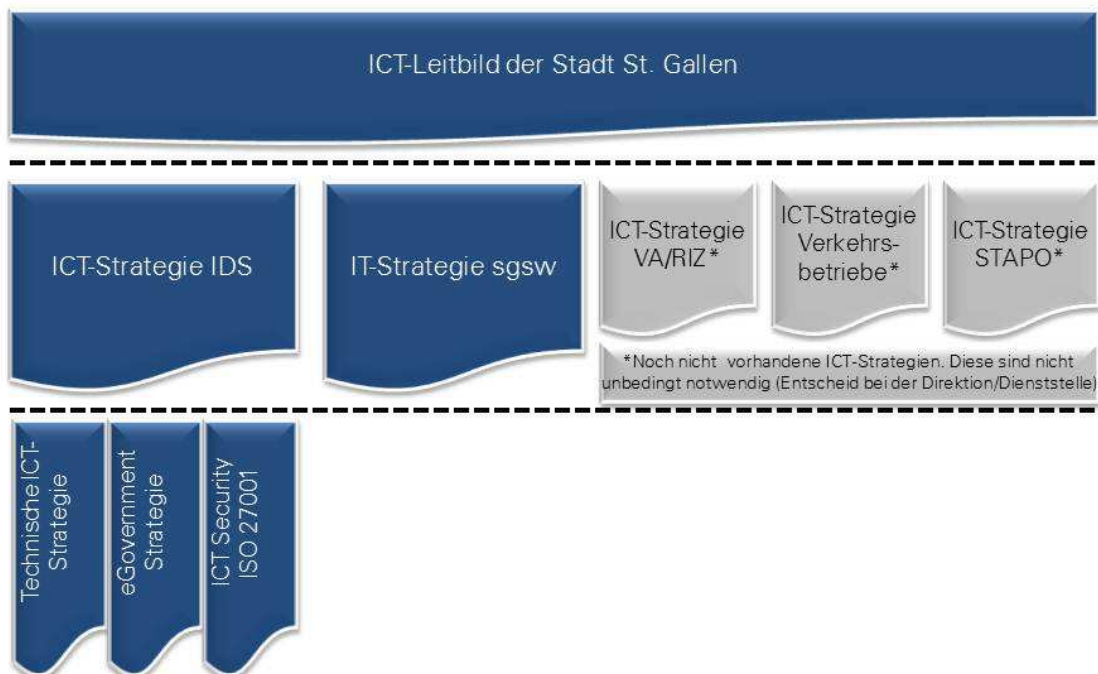 ICT-Leitbild der Stadt St. Gallen
ICT-Strategie IDS
IT-Strategie sgsw
ICT-Strategie
VA/RIZ*
ICT-Strategie
Verkehrs-
betriebe*
ICT-Strategie
STAPO*
*Noch nicht vorhandene ICT-Strategien. Diese sind nicht
unbedingt notwendig (Entscheid bei der Direktion/Dienststelle)
Technische ICT-
Strategie
eGovernment
Strategie
ICT Security
ISO 27001